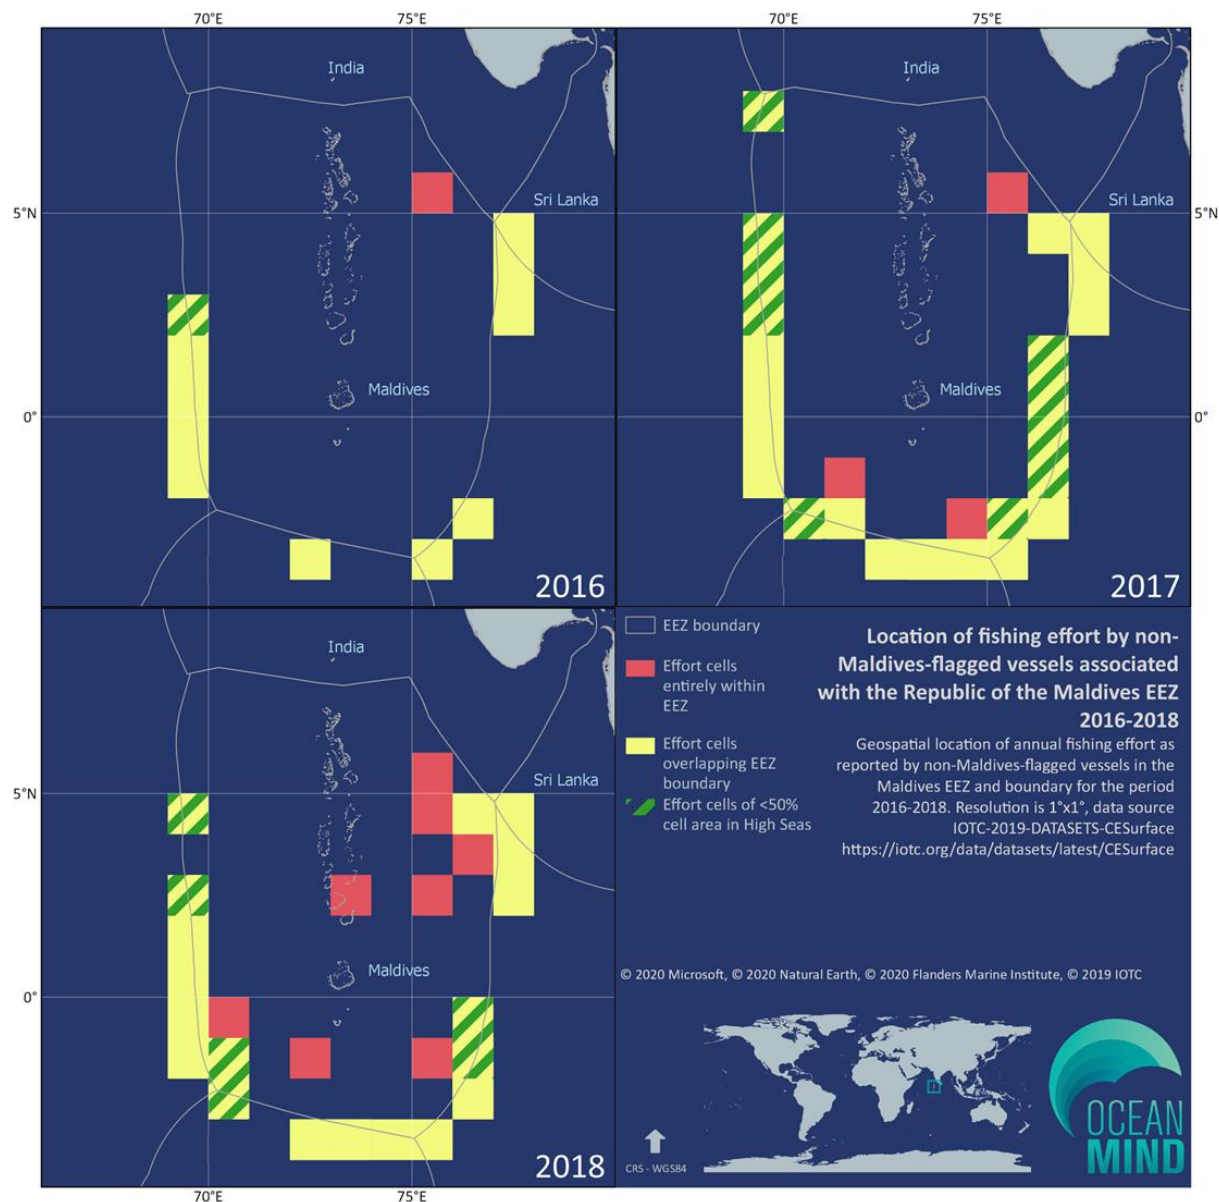 70°E
75°E
70°E
75°E
India
India
Sri Lanka
Sri Lanka
5°N
5°N
Maldives
Maldives
0°
0°
2016
2017
India
Sri Lanka
5°N
Maldives
0°
2018
70°E
75°E
EEZ boundary
Effort cells
entirely within
EEZ
Effort cells
overlapping EEZ
boundary
Effort cells of <50%
cell area in High Seas
Location of fishing effort by non-
Maldives-flagged vessels associated
with the Republic of the Maldives EEZ
2016-2018
Geospatial location of annual fishing effort as
reported by non-Maldives-flagged vessels in the
Maldives EEZ and boundary for the period
2016-2018. Resolution is 1°x1°, data source
IOTC-2019-DATASETS-CESurface
https://iotc.org/data/datasets/latest/CESurface
© 2020 Microsoft, © 2020 Natural Earth, © 2020 Flanders Marine Institute, © 2019 IOTC
CRS - WGS84
OCEAN
MIND